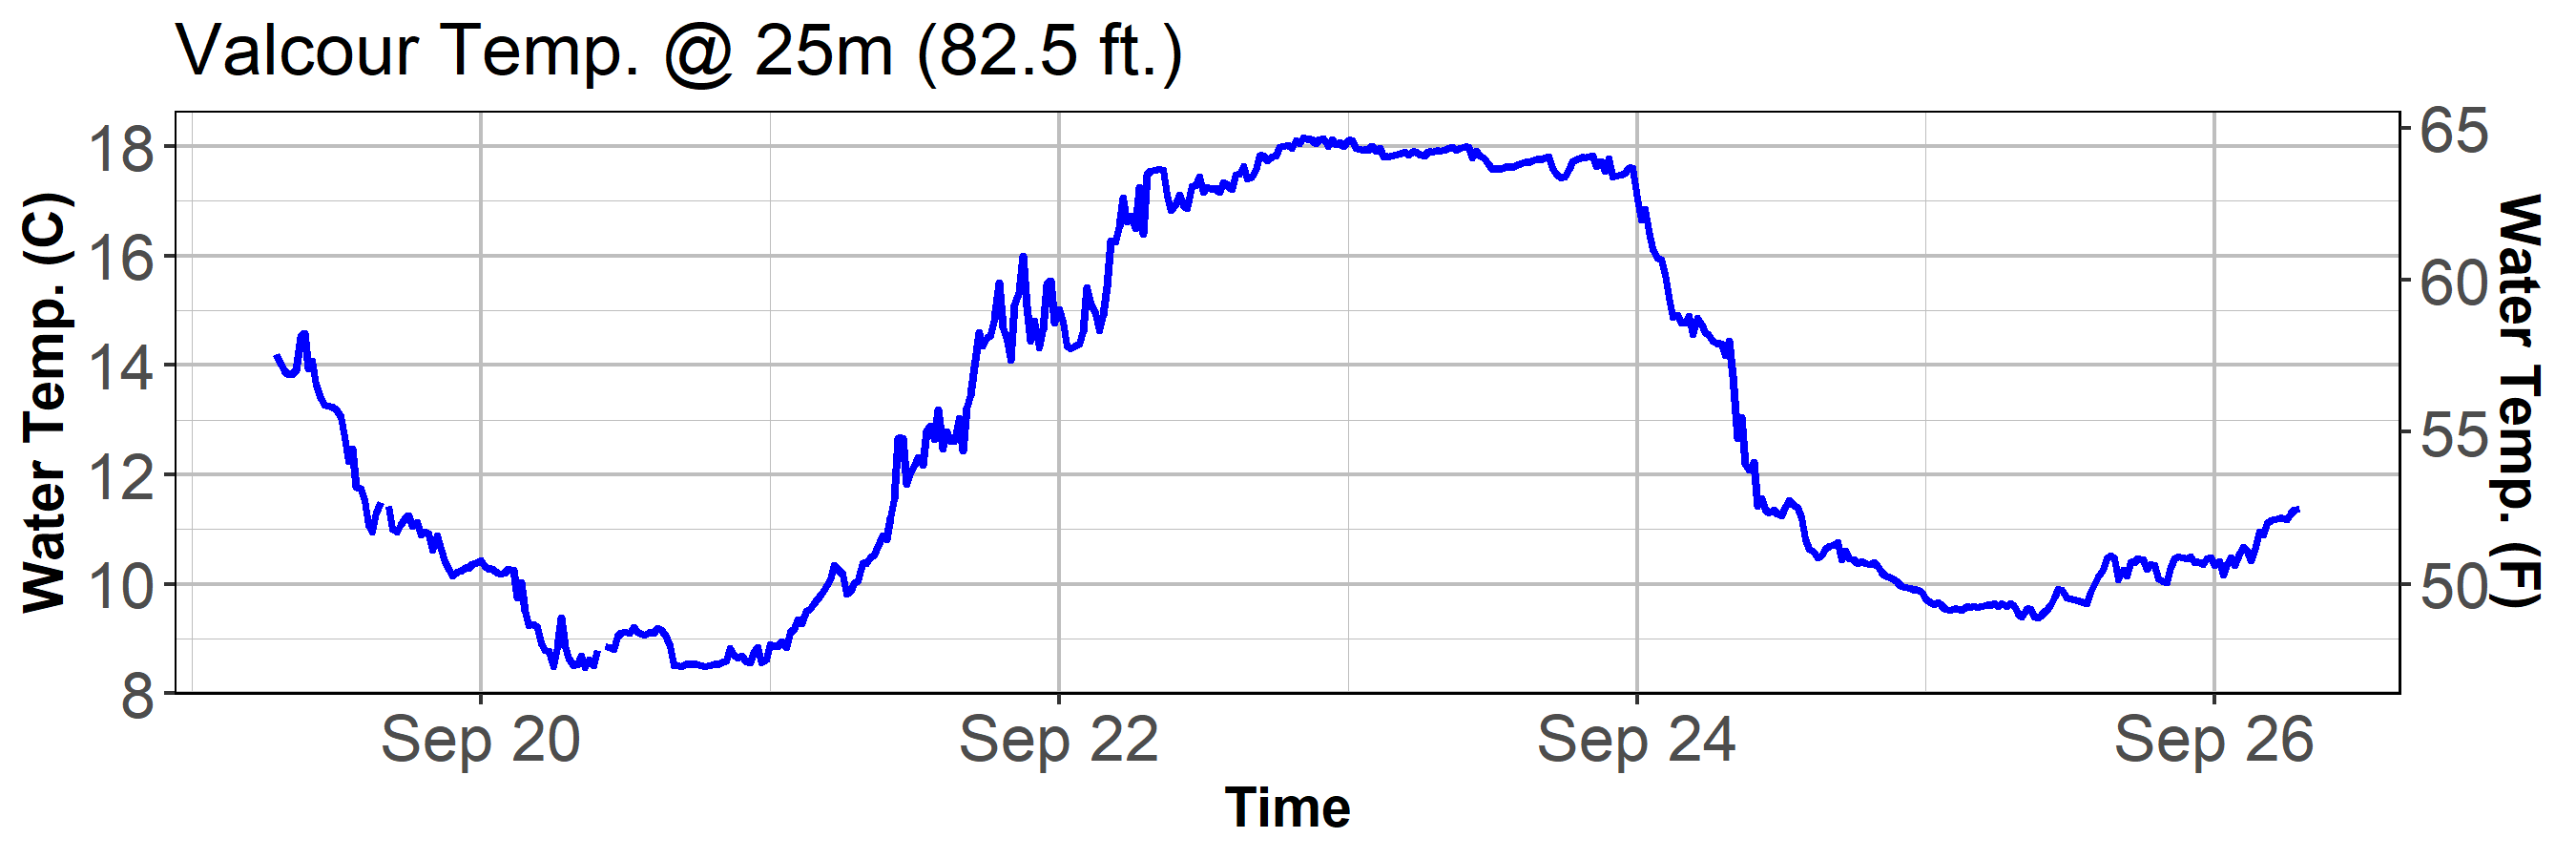 Valcour Temp. @ 25m (82.5 ft.)
Water Temp. (C)
18
16
14
12
10
8
65
60
55
50
Water Temp. (F)
Sep 20 Sep 22 Sep 24 Sep 26
Time